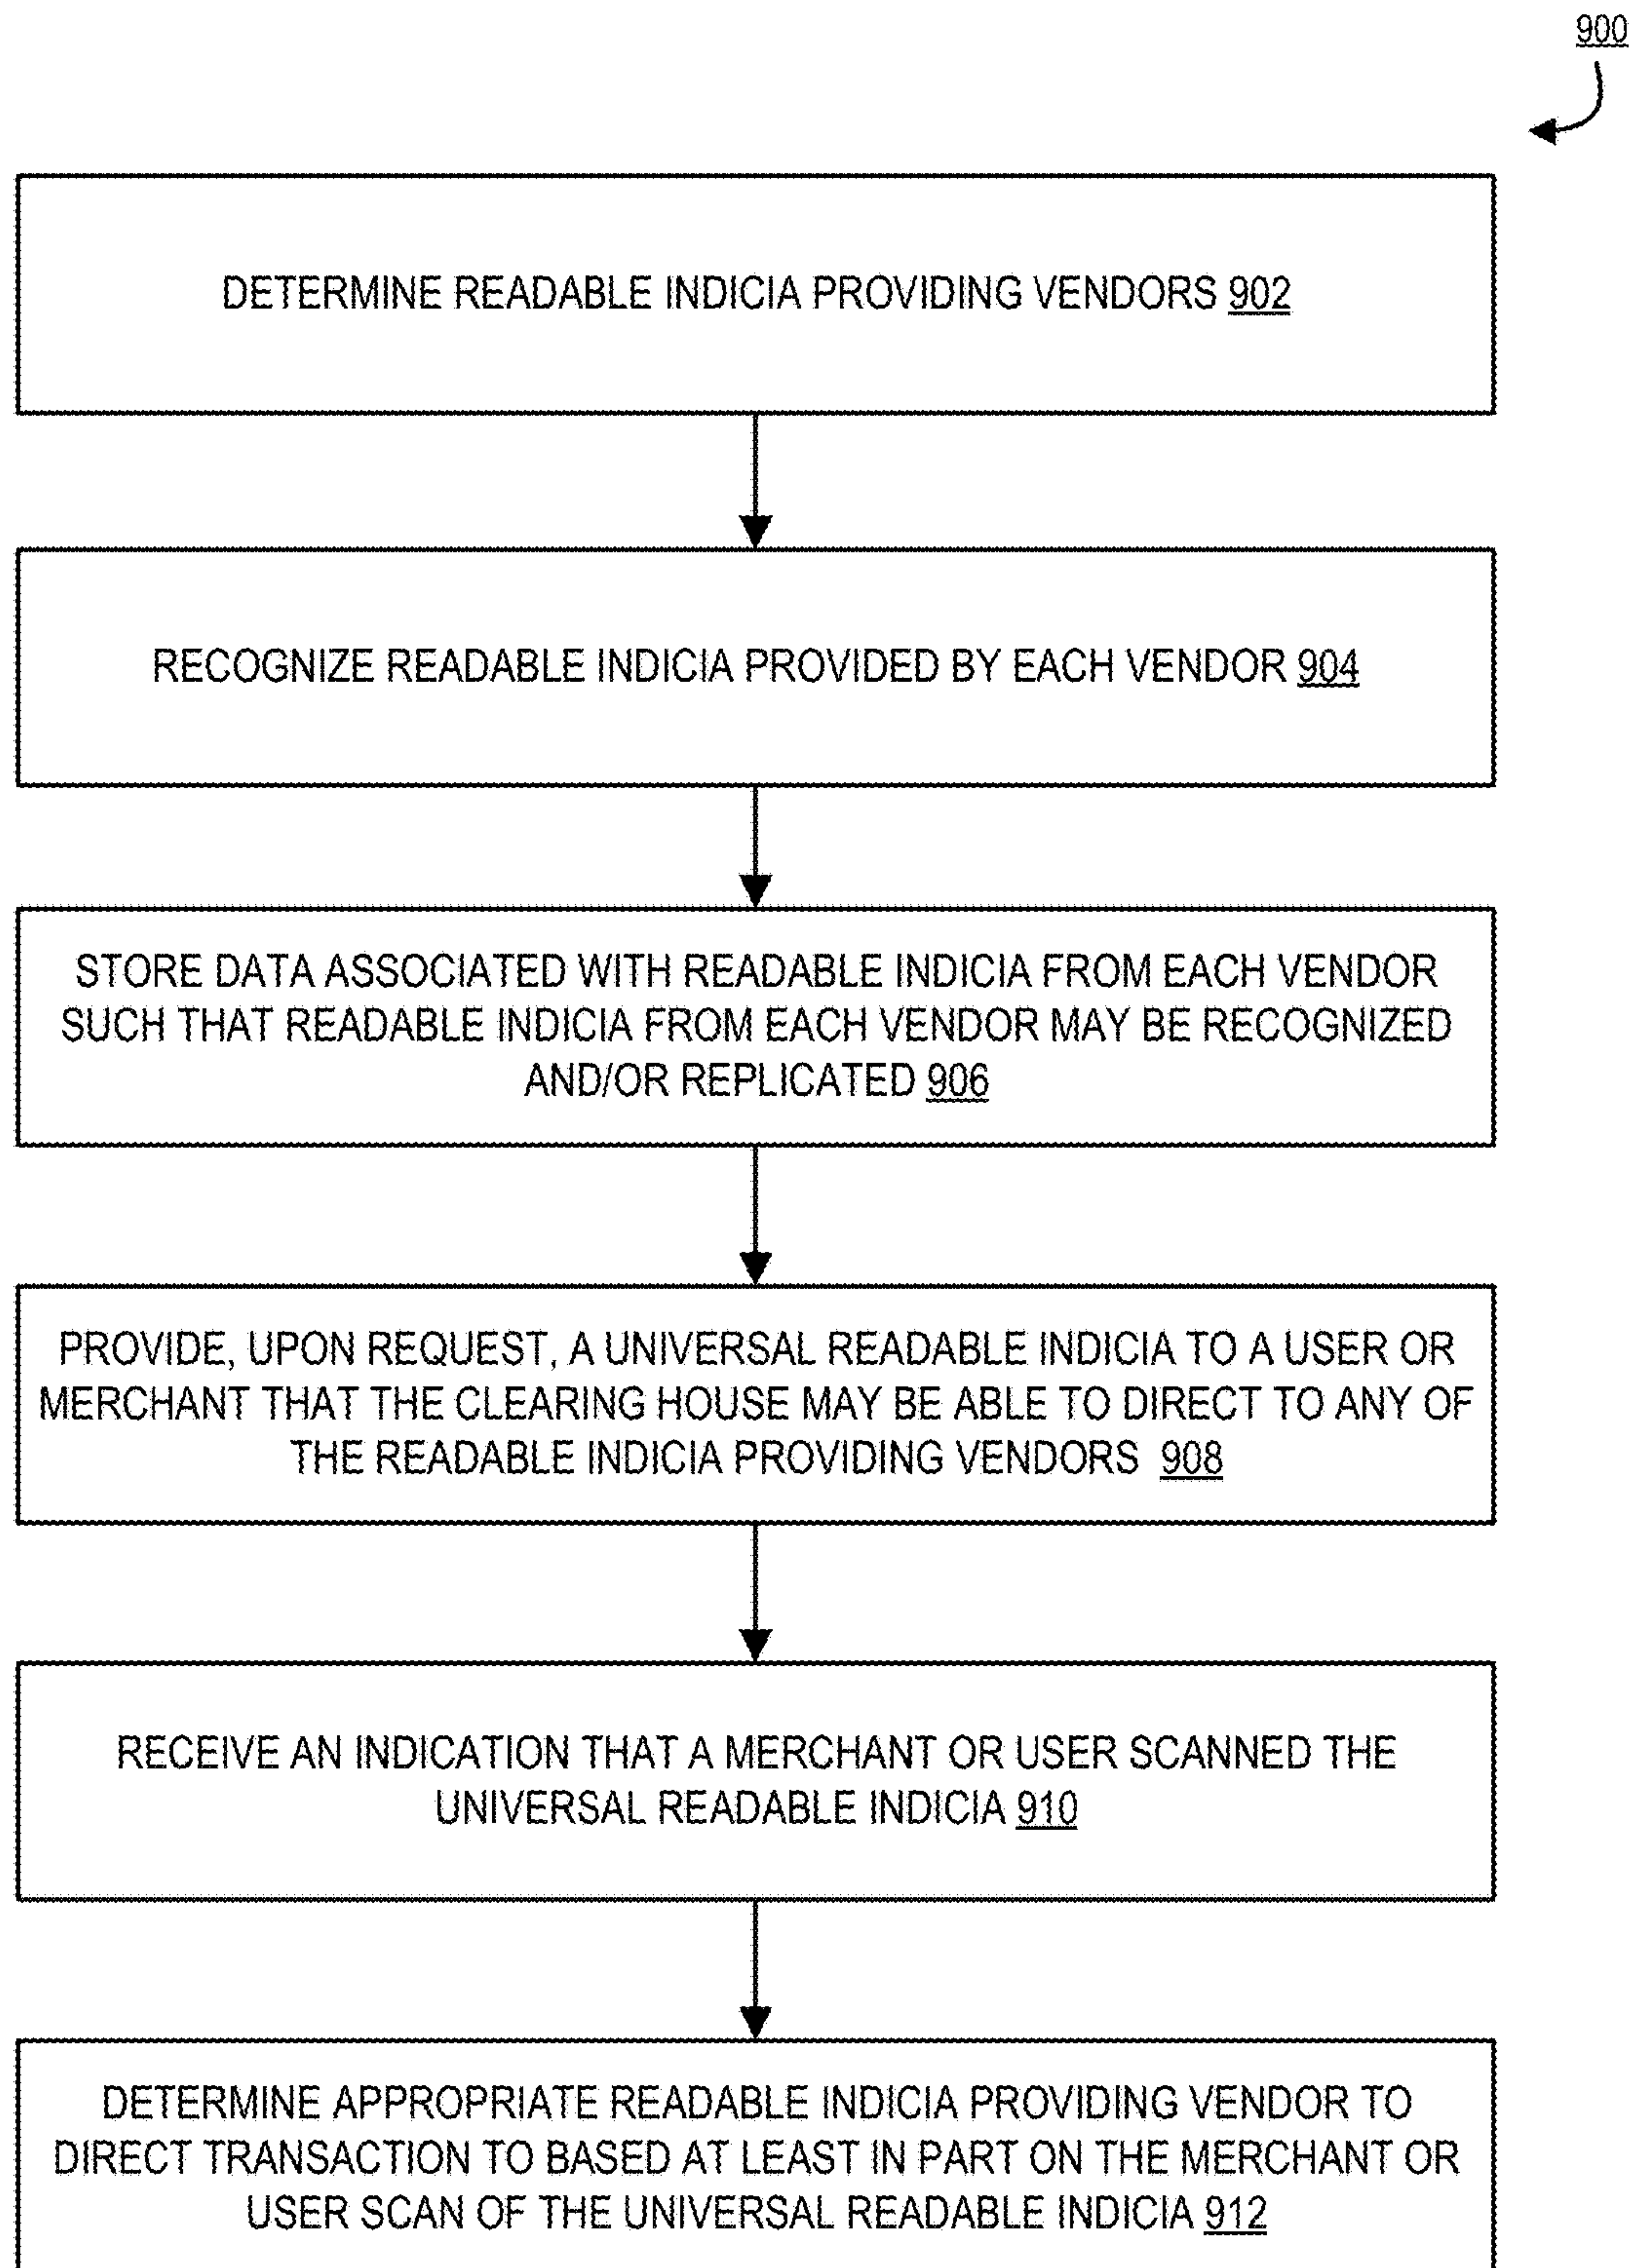 900
DETERMINE READABLE INDICIA PROVIDING VENDORS 902
RECOGNIZE READABLE INDICIA PROVIDED BY EACH VENDOR 904
STORE DATA ASSOCIATED WITH READABLE INDICIA FROM EACH VENDOR
SUCH THAT READABLE INDICIA FROM EACH VENDOR MAY BE RECOGNIZED
AND/OR REPLICATED 906
PROVIDE, UPON REQUEST, A UNIVERSAL READABLE INDICIA TO A USER OR
MERCHANT THAT THE CLEARING HOUSE MAY BE ABLE TO DIRECT TO ANY OF
THE READABLE INDICIA PROVIDING VENDORS 908
RECEIVE AN INDICATION THAT A MERCHANT OR USER SCANNED THE
UNIVERSAL READABLE INDICIA 910
DETERMINE APPROPRIATE READABLE INDICIA PROVIDING VENDOR TO
DIRECT TRANSACTION TO BASED AT LEAST IN PART ON THE MERCHANT OR
USER SCAN OF THE UNIVERSAL READABLE INDICIA 912